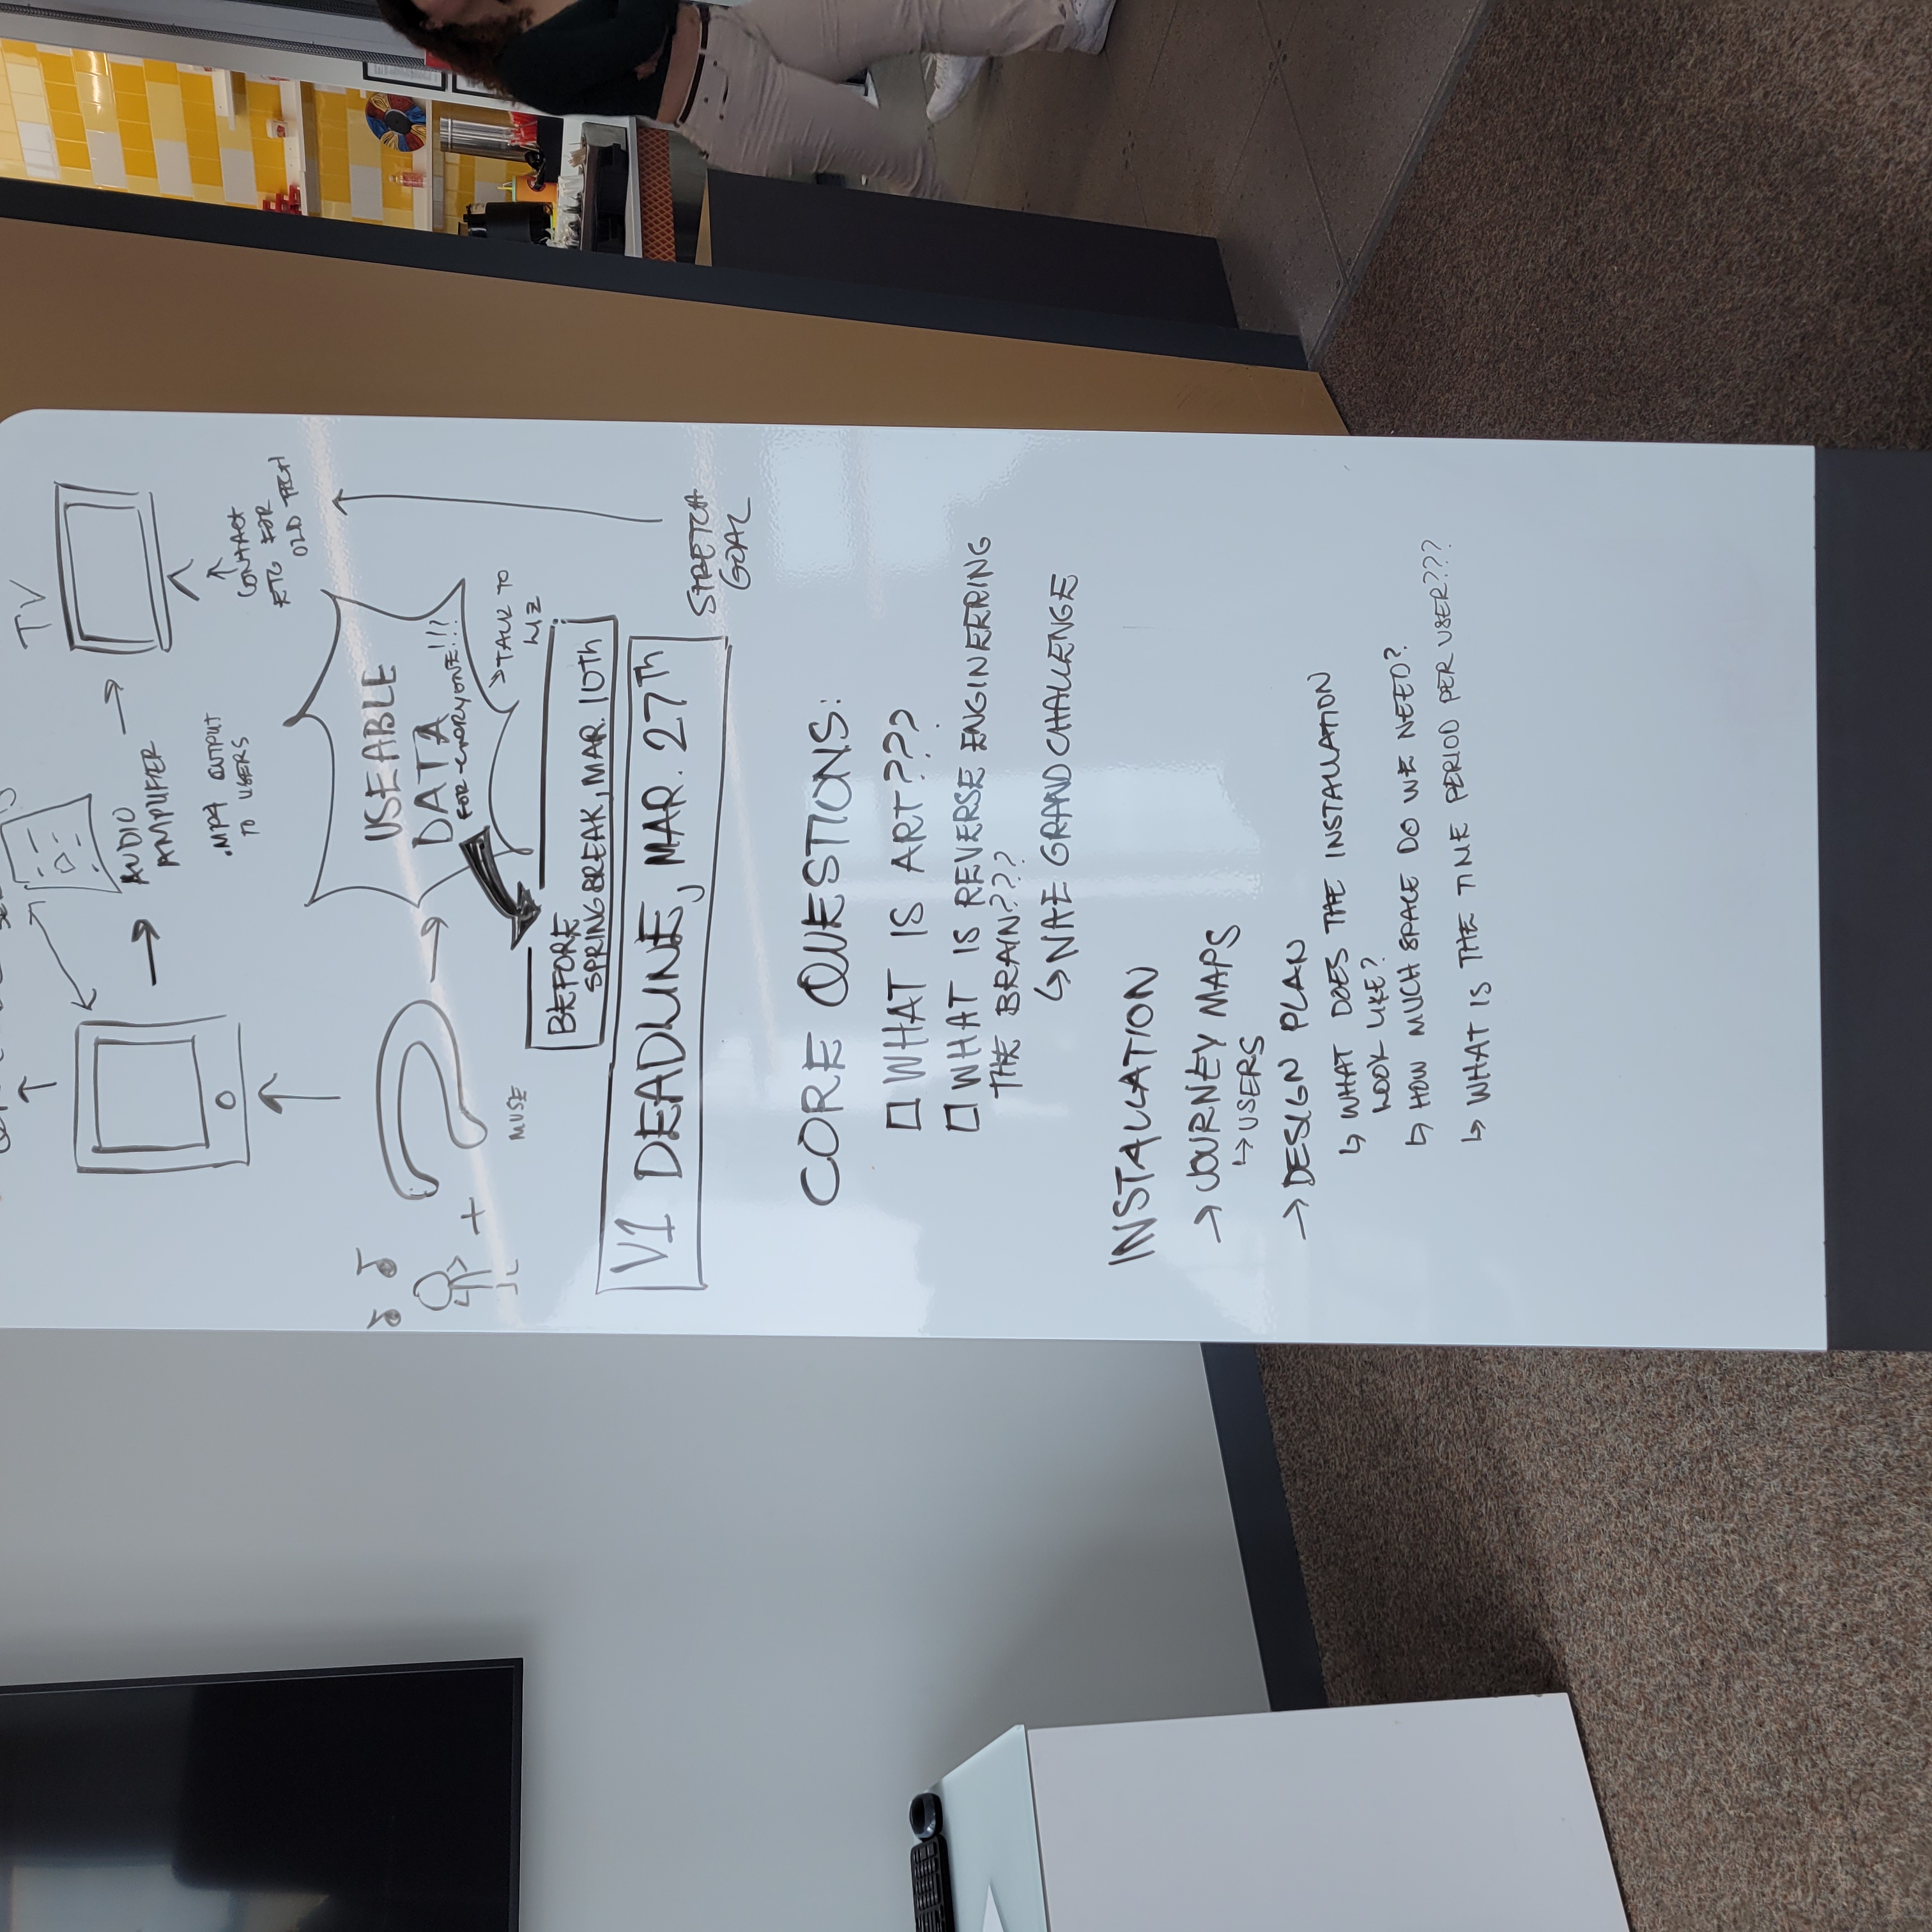 TV
AUDIO
AMPLIFIER
.MP4 OUTPUT
TO USERS
CONTACT
ETG FOR
OLD TECH
USEABLE
DATA
FOR EVERYONE!!!
MUSE
→TALK TO
LIZ
BEFORE
SPRING BREAK, MAR. 10Th
V1 DEADLINE, MAR. 27Th
STRETCH
GOAL
CORE QUESTIONS:
□ WHAT IS ART???
□ WHAT IS REVERSE ENGINEERING
THE BRAIN???
↳ NAE GRAND CHALLENGE
INSTALLATION
→ JOURNEY MAPS
↳ USERS
→ DESIGN PLAN
↳ WHAT DOES THE INSTALLATION
LOOK LIKE?
↳ HOW MUCH SPACE DO WE NEED?
↳ WHAT IS THE TIME PERIOD PER USER???